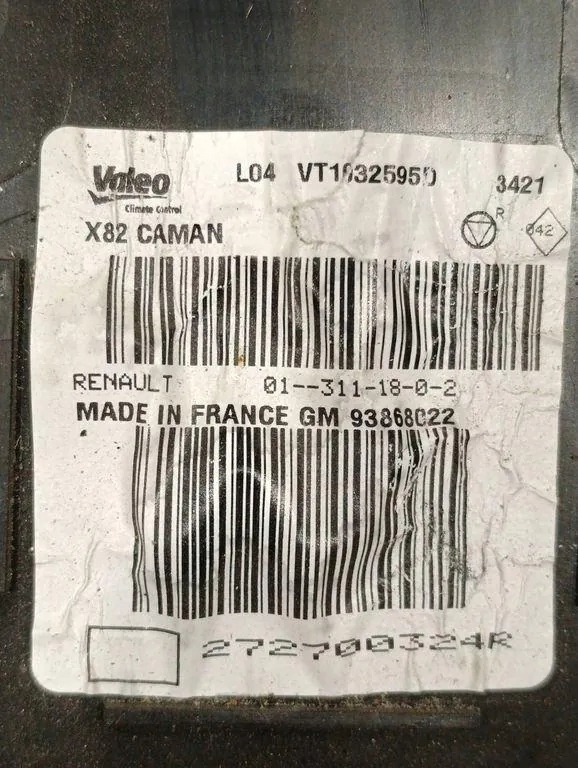 Valeo L04 VT16325950 3421
Climate Control
R 042
X82 CAMAN
RENAULT 01--311-18-0-2
MADE IN FRANCE GM 93868022
272700324R